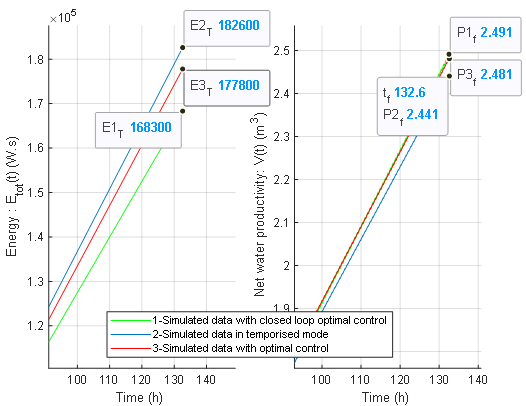 ×10⁵
1.8
1.7
1.6
1.5
1.4
1.3
1.2
100 110 120 130 140
Time (h)
Energy : E_tot(t) (W.s)
E2_T 182600
E3_T 177800
E1_T 168300
2.5
2.4
2.3
2.2
2.1
2
1.9
100 110 120 130 140
Time (h)
Net water productivity: V(t) (m³)
P1_f 2.491
P3_f 2.481
t_f 132.6
P2_f 2.441
1-Simulated data with closed loop optimal control
2-Simulated data in temporised mode
3-Simulated data with optimal control